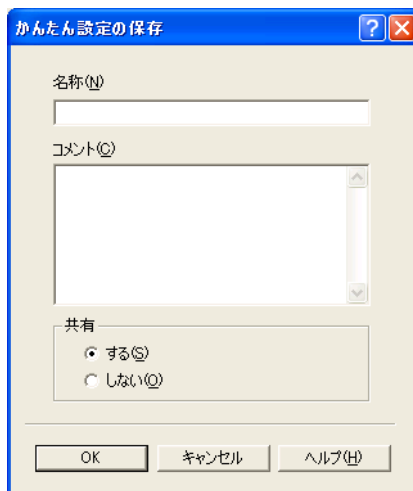 かんたん設定の保存
名称(N)
コメント(C)
共有
する(S)
しない(O)
OK キャンセル ヘルプ(H)